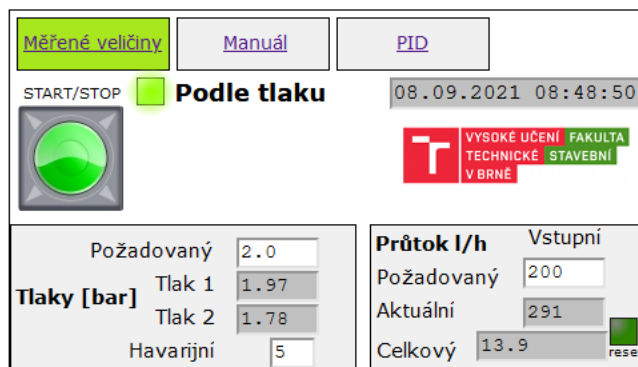 Měřené veličiny
Manuál
PID
START/STOP
Podle tlaku
08.09.2021 08:48:50
VYSOKÉ UČENÍ FAKULTA
TECHNICKÉ STAVEBNÍ
V BRNĚ
Požadovaný 2.0
Tlaky [bar]
Tlak 1 1.97
Tlak 2 1.78
Havarijní 5
Průtok l/h Vstupní
Požadovaný 200
Aktuální 291
Celkový 13.9
rese